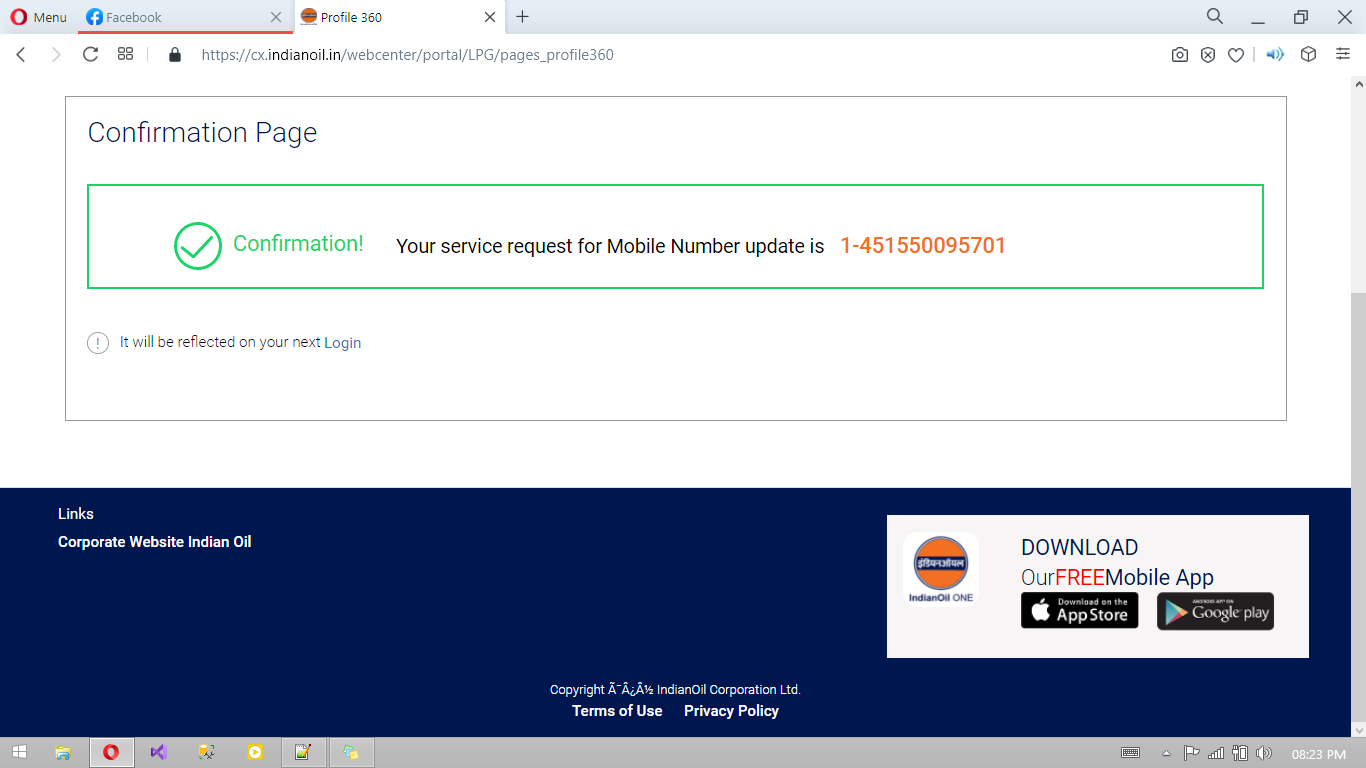 Menu
Facebook
Profile 360
https://cx.indianoil.in/webcenter/portal/LPG/pages_profile360
Confirmation Page
Confirmation! Your service request for Mobile Number update is 1-451550095701
It will be reflected on your next Login
Links
Corporate Website Indian Oil
इंडियनऑयल
IndianOil ONE
DOWNLOAD
OurFREEMobile App
Download on the
App Store
ANDROID APP ON
Google play
Copyright Ã¯Â¿Â½ IndianOil Corporation Ltd.
Terms of Use Privacy Policy
08:23 PM